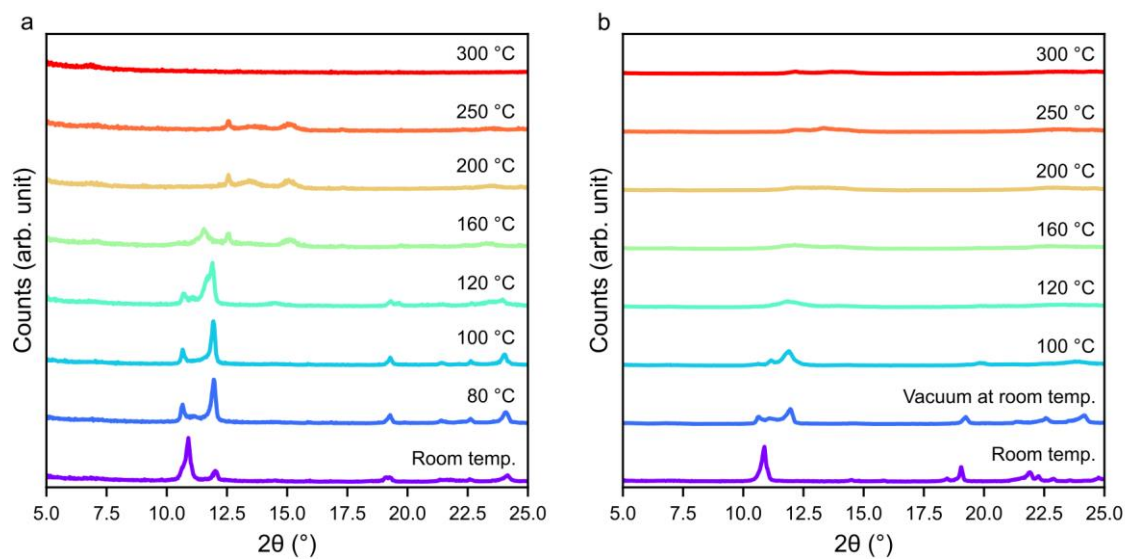 a
300 °C
250 °C
200 °C
160 °C
120 °C
100 °C
80 °C
Room temp.
Counts (arb. unit)
5.0 7.5 10.0 12.5 15.0 17.5 20.0 22.5 25.0
2θ (°)
b
300 °C
250 °C
200 °C
160 °C
120 °C
100 °C
Vacuum at room temp.
Room temp.
Counts (arb. unit)
5.0 7.5 10.0 12.5 15.0 17.5 20.0 22.5 25.0
2θ (°)